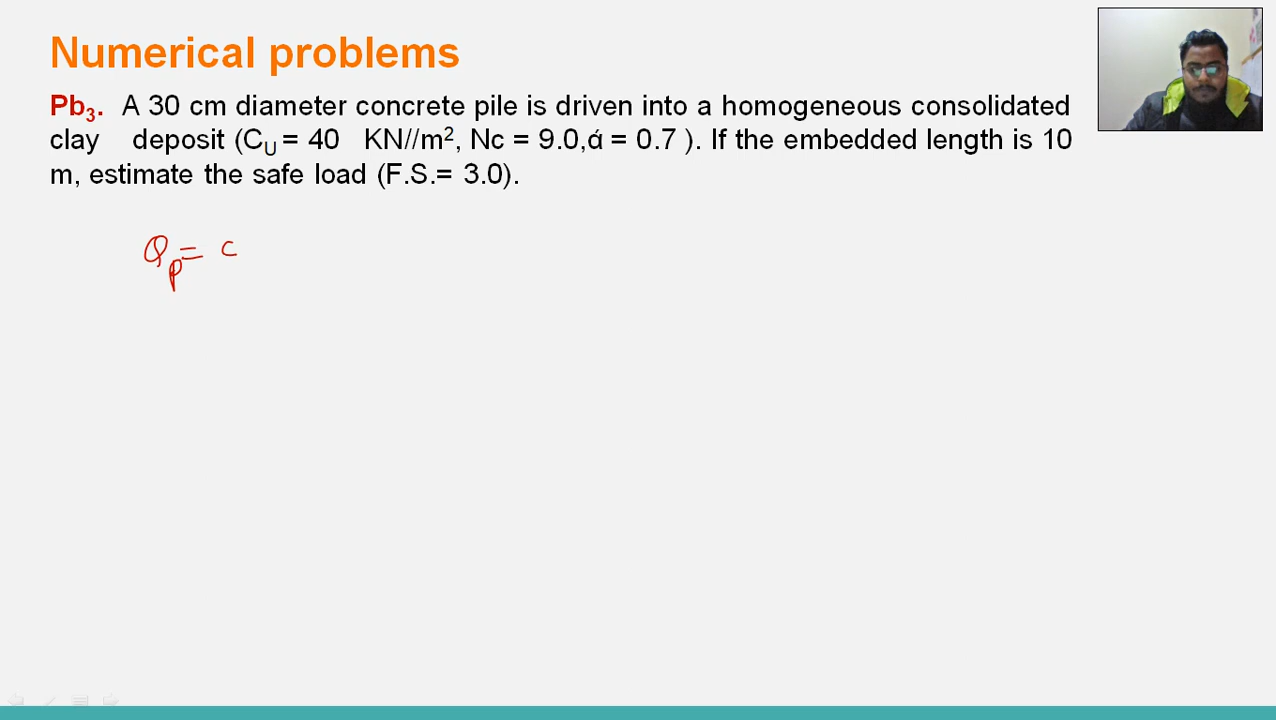 Numerical problems
Pb3. A 30 cm diameter concrete pile is driven into a homogeneous consolidated
clay deposit (CU = 40 KN//m2, Nc = 9.0,ά = 0.7 ). If the embedded length is 10
m, estimate the safe load (F.S.= 3.0).
Qp= c